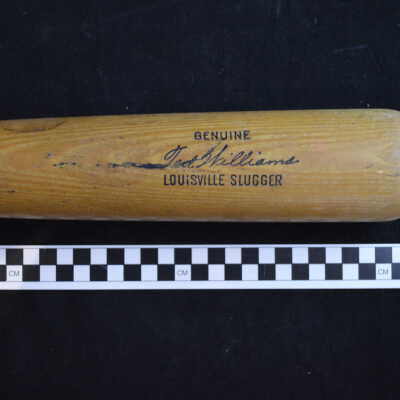 GENUINE
Ted Williams
LOUISVILLE SLUGGER
CM
CM
CM